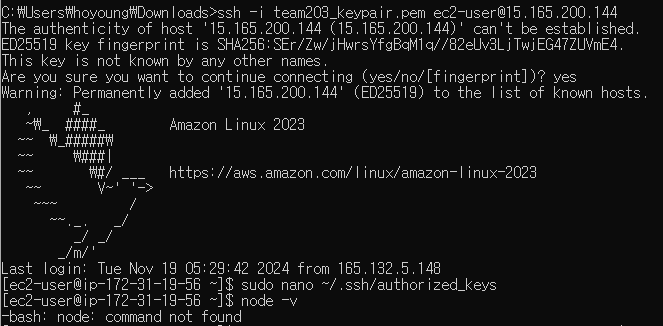 C:₩Users₩hoyoung₩Downloads>ssh -i team203_keypair.pem ec2-user@15.165.200.144
The authenticity of host '15.165.200.144 (15.165.200.144)' can't be established.
ED25519 key fingerprint is SHA256:SEr/Zw/jHwrsYfgBqM1q//82eUv3LjTwjEG47ZUVmE4.
This key is not known by any other names.
Are you sure you want to continue connecting (yes/no/[fingerprint])? yes
Warning: Permanently added '15.165.200.144' (ED25519) to the list of known hosts.
   ,     #_
   ~₩_  ####_        Amazon Linux 2023
  ~~  ₩_#####₩
  ~~     ₩###|
  ~~       ₩#/ ___   https://aws.amazon.com/linux/amazon-linux-2023
   ~~       V~' '->
    ~~~         /
      ~~._.   _/
         _/ _/
       _/m/'
Last login: Tue Nov 19 05:29:42 2024 from 165.132.5.148
[ec2-user@ip-172-31-19-56 ~]$ sudo nano ~/.ssh/authorized_keys
[ec2-user@ip-172-31-19-56 ~]$ node -v
-bash: node: command not found